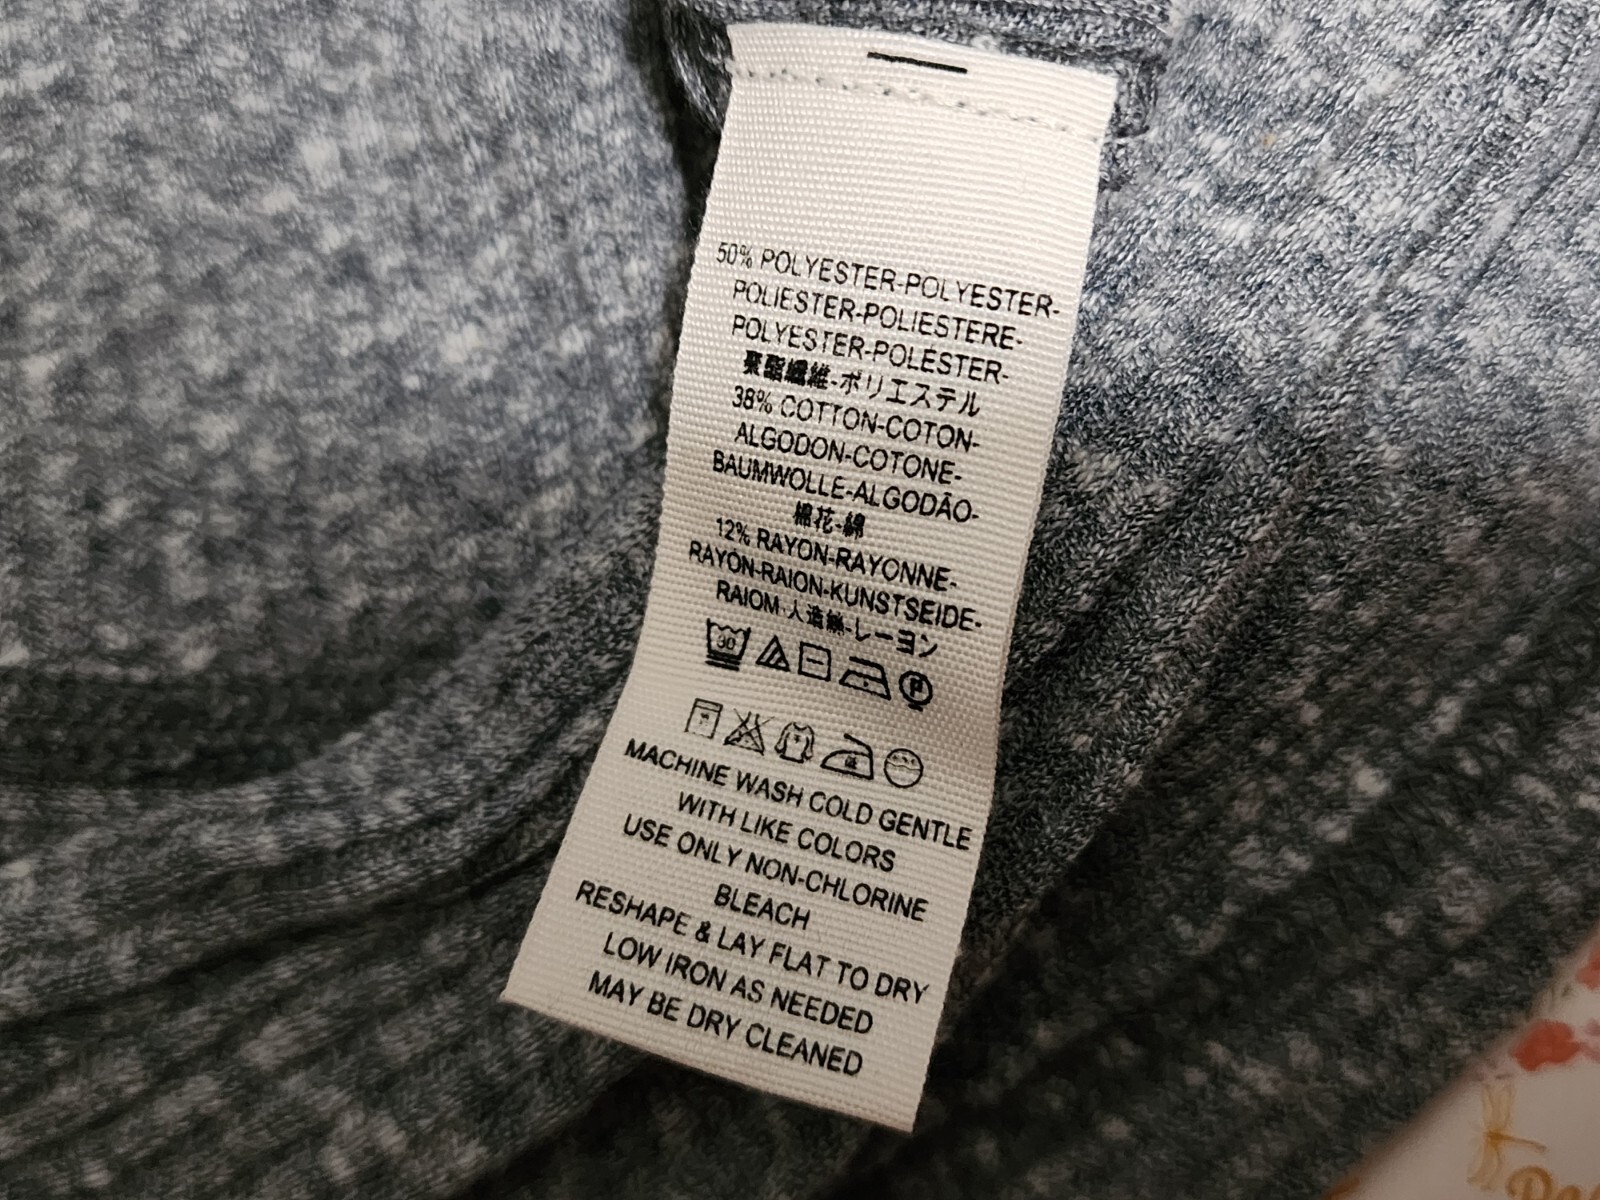 50% POLYESTER-POLYESTER-
POLIESTER-POLIESTERE-
POLYESTER-POLÉSTER-
聚酯纖維-ポリエステル
38% COTTON-COTON-
ALGODON-COTONE-
BAUMWOLLE-ALGODÃO-
棉花-綿
12% RAYON-RAYONNE-
RAYON-RAION-KUNSTSEIDE-
RAIOM-人造絲-レーヨン
30 P
MACHINE WASH COLD GENTLE
WITH LIKE COLORS
USE ONLY NON-CHLORINE
BLEACH
RESHAPE & LAY FLAT TO DRY
LOW IRON AS NEEDED
MAY BE DRY CLEANED